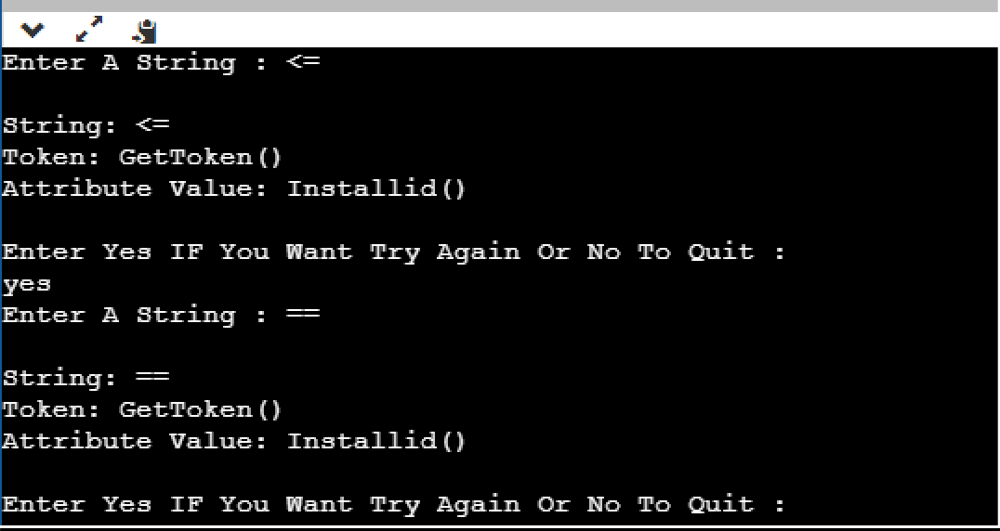 Enter A String : <=
String: <=
Token: GetToken()
Attribute Value: Installid()
Enter Yes IF You Want Try Again Or No To Quit :
yes
Enter A String : ==
String: ==
Token: GetToken()
Attribute Value: Installid()
Enter Yes IF You Want Try Again Or No To Quit :